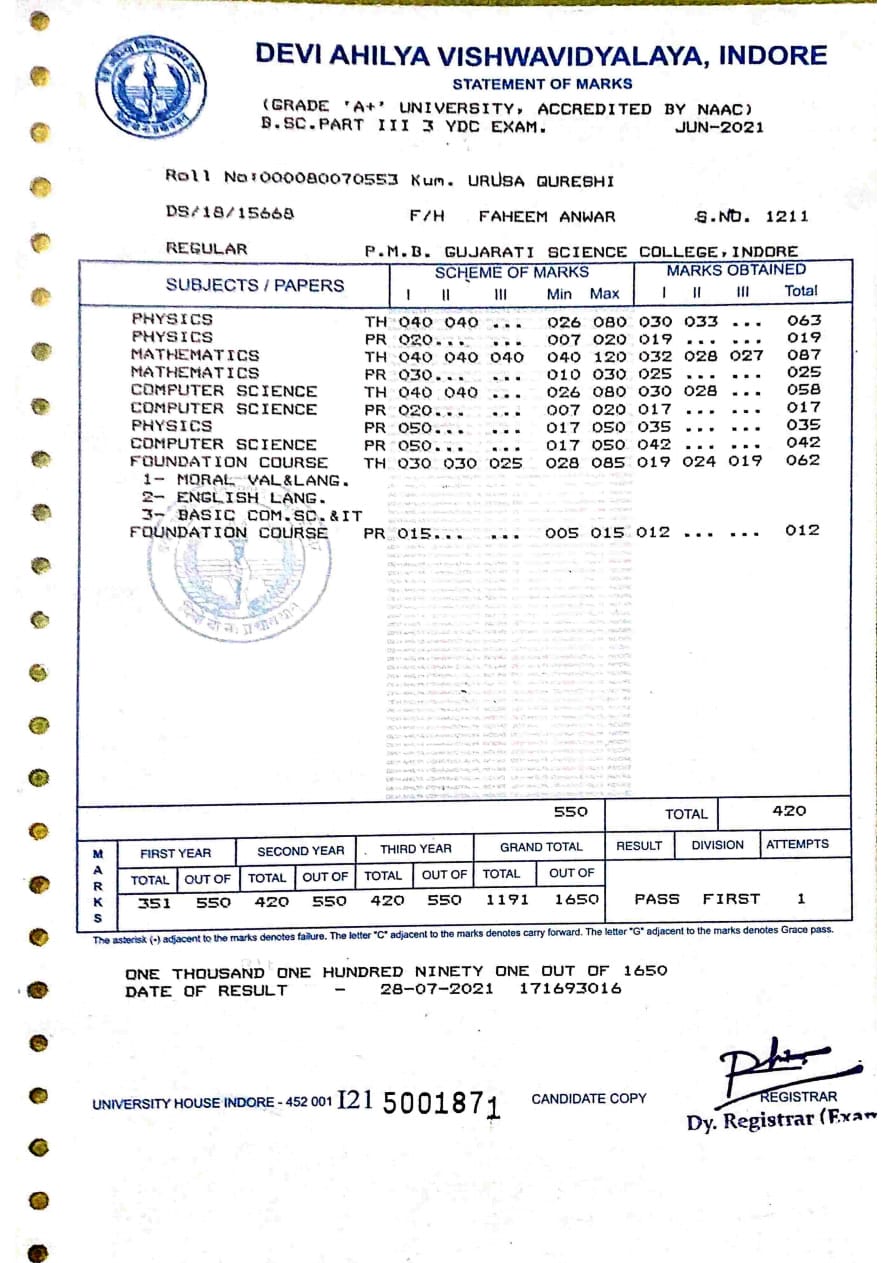 DEVI AHILYA VISHWAVIDYALAYA, INDORE
STATEMENT OF MARKS
(GRADE 'A+' UNIVERSITY, ACCREDITED BY NAAC)
B.SC.PART III 3 YDC EXAM. JUN-2021
Roll No:000080070553 Kum. URUSA QURESHI
DS/18/15668 F/H FAHEEM ANWAR S.NO. 1211
REGULAR P.M.B. GUJARATI SCIENCE COLLEGE,INDORE
SUBJECTS / PAPERS SCHEME OF MARKS MARKS OBTAINED
I II III Min Max I II III Total
PHYSICS TH 040 040 ... 026 080 030 033 ... 063
PHYSICS PR 020... ... 007 020 019 ... ... 019
MATHEMATICS TH 040 040 040 040 120 032 028 027 087
MATHEMATICS PR 030... ... 010 030 025 ... ... 025
COMPUTER SCIENCE TH 040 040 ... 026 080 030 028 ... 058
COMPUTER SCIENCE PR 020... ... 007 020 017 ... ... 017
PHYSICS PR 050... ... 017 050 035 ... ... 035
COMPUTER SCIENCE PR 050... ... 017 050 042 ... ... 042
FOUNDATION COURSE TH 030 030 025 028 085 019 024 019 062
1- MORAL VAL&LANG.
2- ENGLISH LANG.
3- BASIC COM.SC.&IT
FOUNDATION COURSE PR 015... ... 005 015 012 ... ... 012
550 TOTAL 420
MARKS FIRST YEAR SECOND YEAR THIRD YEAR GRAND TOTAL RESULT DIVISION ATTEMPTS
TOTAL OUT OF TOTAL OUT OF TOTAL OUT OF TOTAL OUT OF
351 550 420 550 420 550 1191 1650 PASS FIRST 1
The asterisk (*) adjacent to the marks denotes failure. The letter "C" adjacent to the marks denotes carry forward. The letter "G" adjacent to the marks denotes Grace pass.
ONE THOUSAND ONE HUNDRED NINETY ONE OUT OF 1650
DATE OF RESULT - 28-07-2021 171693016
UNIVERSITY HOUSE INDORE - 452 001 I21 5001871 CANDIDATE COPY REGISTRAR
Dy. Registrar (Exam